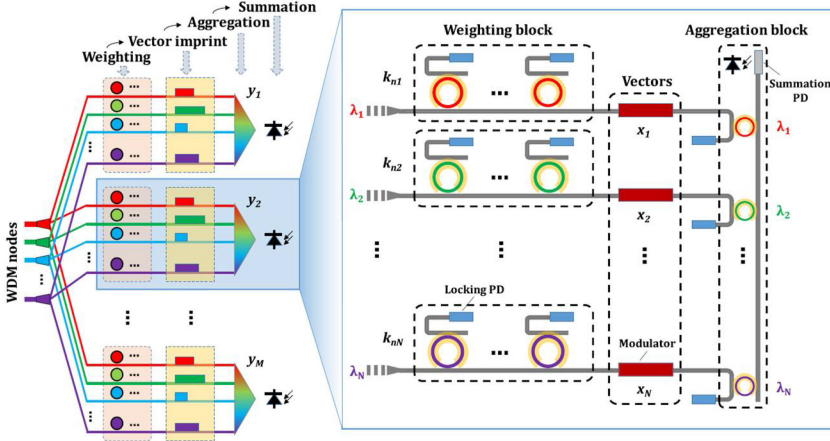 Summation
Aggregation
Vector imprint
Weighting
WDM nodes
...
...
...
...
...
y1
...
...
...
...
...
y2
... ...
...
...
...
...
...
yM
Weighting block
Aggregation block
kn1
...
Vectors
Summation
PD
λ1
x1
λ1
kn2
...
λ2
x2
λ2
...
...
...
...
Locking PD
knN
...
Modulator
λN
xN
λN